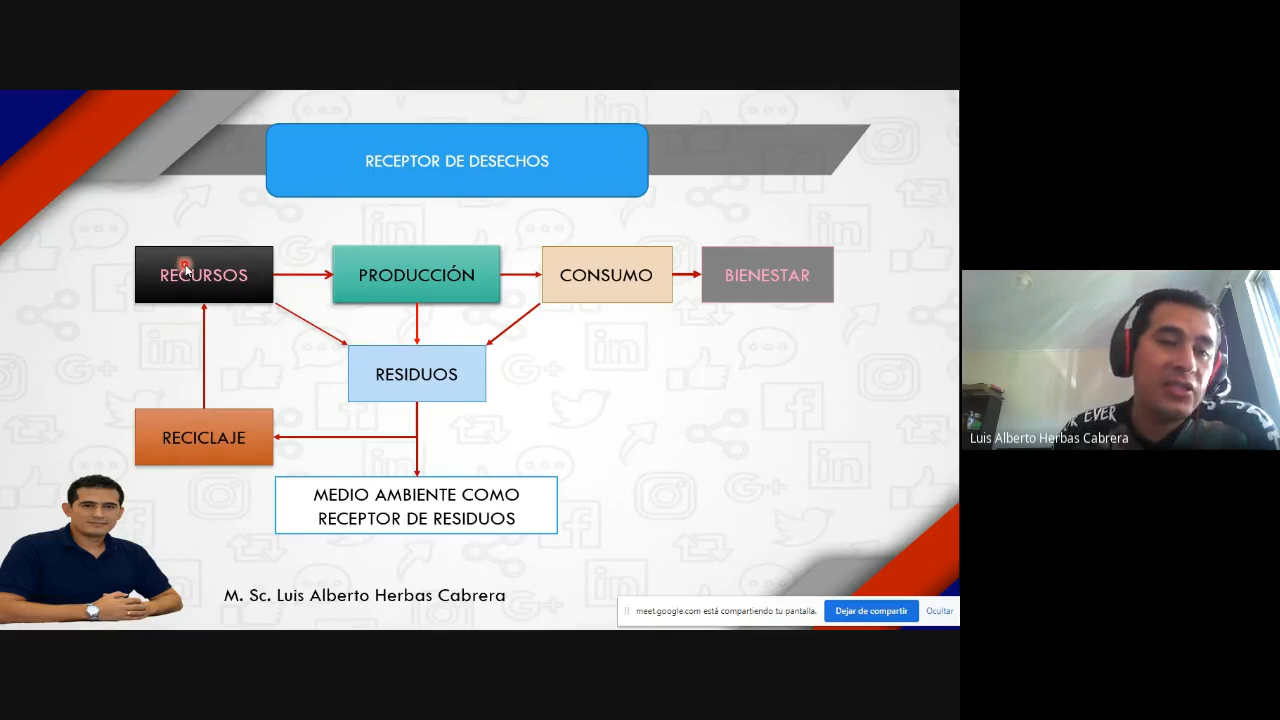 RECEPTOR DE DESECHOS
RECURSOS
PRODUCCIÓN
CONSUMO
BIENESTAR
RESIDUOS
RECICLAJE
MEDIO AMBIENTE COMO
RECEPTOR DE RESIDUOS
M. Sc. Luis Alberto Herbas Cabrera
meet.google.com está compartiendo tu pantalla.
Dejar de compartir
Ocultar
EVER
Luis Alberto Herbas Cabrera